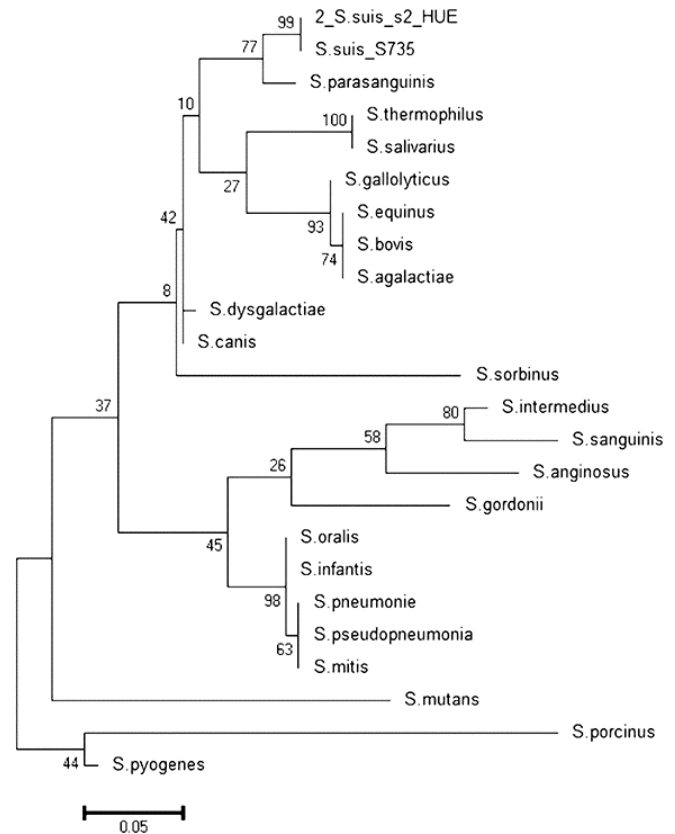 99
2_S.suis_s2_HUE
S.suis_S735
77
S.parasanguinis
10
100
S.thermophilus
S.salivarius
27
S.gallolyticus
93
S.equinus
S.bovis
74
S.agalactiae
42
8
S.dysgalactiae
S.canis
S.sorbinus
37
80
S.intermedius
S.sanguinis
58
26
S.anginosus
S.gordonii
45
S.oralis
S.infantis
98
S.pneumonie
S.pseudopneumonia
63
S.mitis
S.mutans
S.porcinus
44
S.pyogenes
0.05